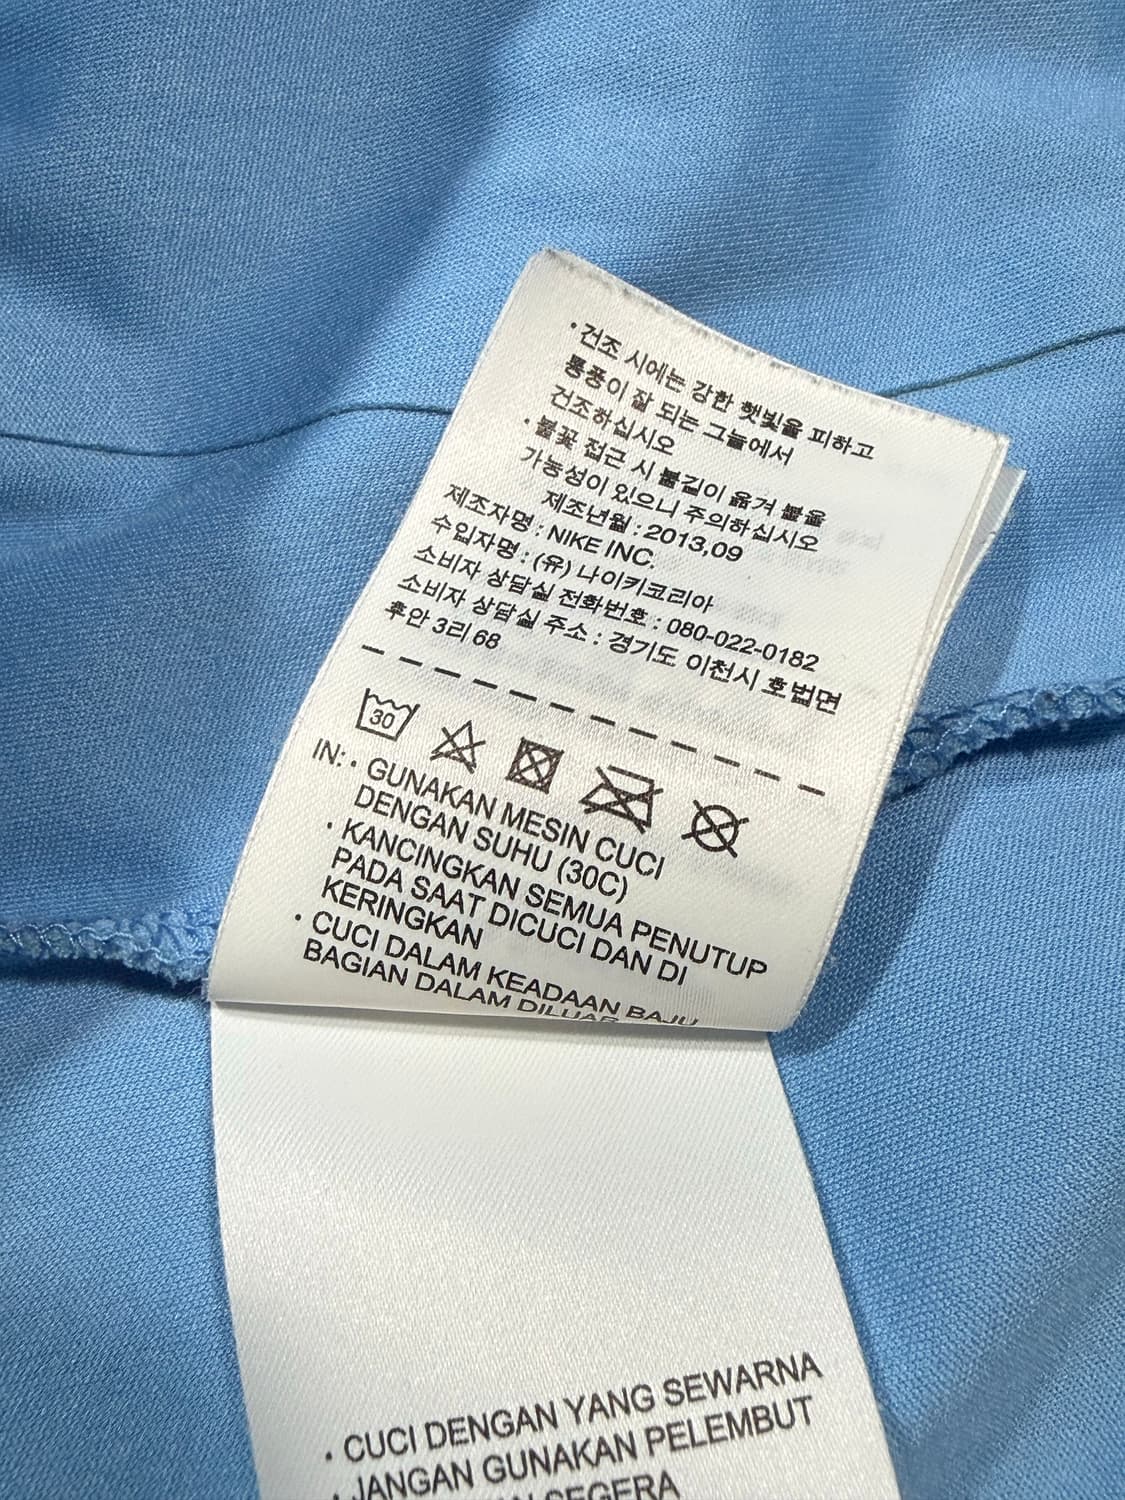 · 건조 시에는 강한 햇빛을 피하고
통풍이 잘 되는 그늘에서
건조하십시오
· 불꽃 접근 시 불길이 옮겨 붙을
가능성이 있으니 주의하십시오
제조년월 : 2013,09
제조자명 : NIKE INC.
수입자명 : (유) 나이키코리아
소비자 상담실 전화번호 : 080-022-0182
소비자 상담실 주소 : 경기도 이천시 호법면
후안 3리 68
30
IN: · GUNAKAN MESIN CUCI
DENGAN SUHU (30C)
· KANCINGKAN SEMUA PENUTUP
PADA SAAT DICUCI DAN DI
KERINGKAN
· CUCI DALAM KEADAAN BAJU
BAGIAN DALAM DILUAR
· CUCI DENGAN YANG SEWARNA
· JANGAN GUNAKAN PELEMBUT
SEGERA